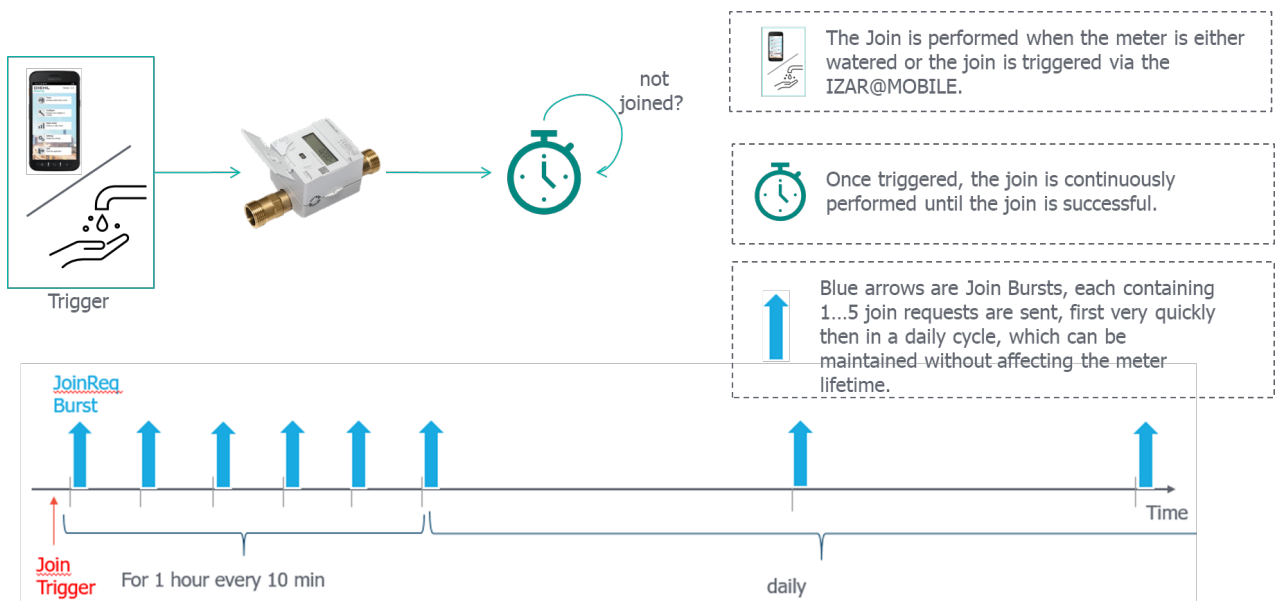 not
joined?
Trigger
The Join is performed when the meter is either
watered or the join is triggered via the
IZAR@MOBILE.
Once triggered, the join is continuously
performed until the join is successful.
Blue arrows are Join Bursts, each containing
1...5 join requests are sent, first very quickly
then in a daily cycle, which can be
maintained without affecting the meter
lifetime.
JoinReq
Burst
Time
Join
Trigger
For 1 hour every 10 min
daily